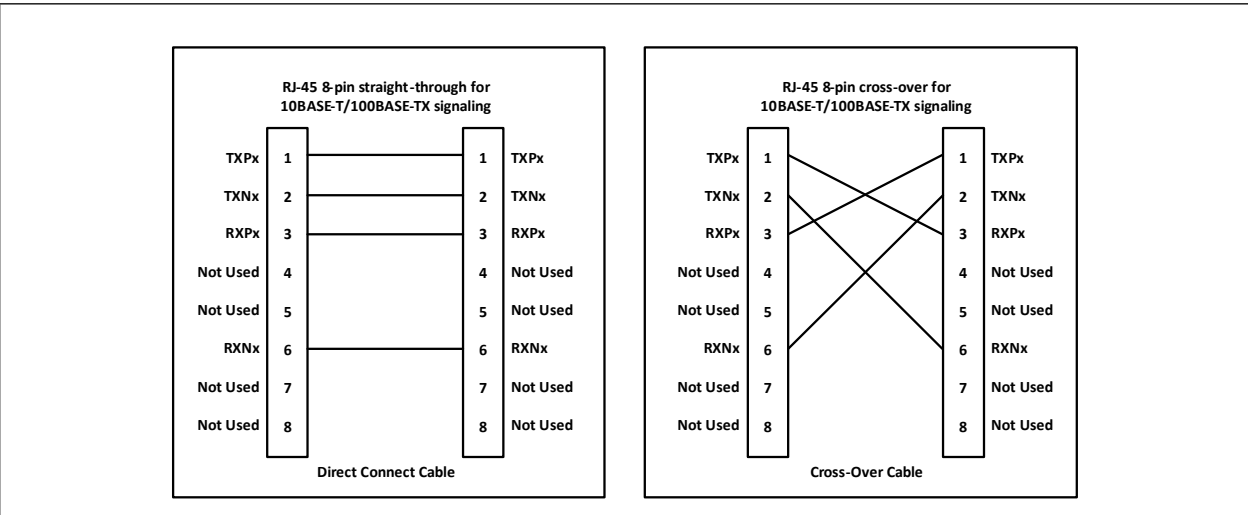 RJ-45 8-pin straight-through for
10BASE-T/100BASE-TX signaling
TXPx 1 1 TXPx
TXNx 2 2 TXNx
RXPx 3 3 RXPx
Not Used 4 4 Not Used
Not Used 5 5 Not Used
RXNx 6 6 RXNx
Not Used 7 7 Not Used
Not Used 8 8 Not Used
Direct Connect Cable
RJ-45 8-pin cross-over for
10BASE-T/100BASE-TX signaling
TXPx 1 1 TXPx
TXNx 2 2 TXNx
RXPx 3 3 RXPx
Not Used 4 4 Not Used
Not Used 5 5 Not Used
RXNx 6 6 RXNx
Not Used 7 7 Not Used
Not Used 8 8 Not Used
Cross-Over Cable